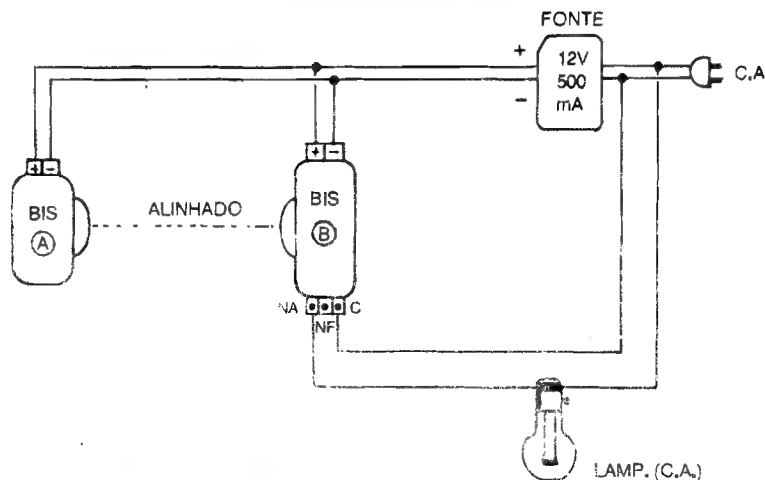 FONTE
+
12V
500
mA
-
C.A
+ -
BIS
A
ALINHADO
+ -
BIS
B
NA
NF
C
LAMP. (C.A.)